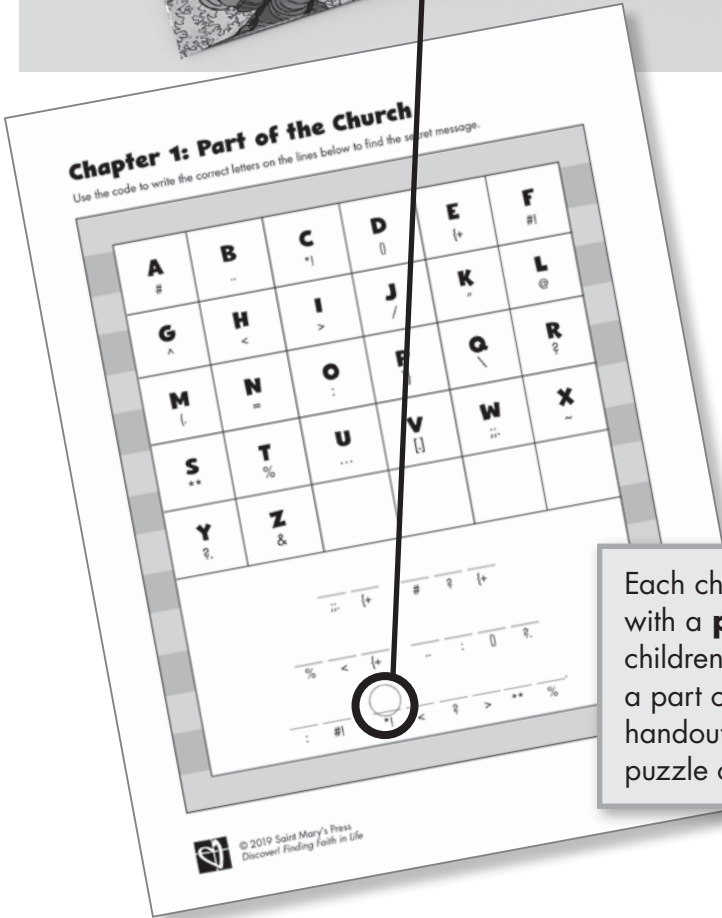 Chapter 1: Part of the Church
Use the code to write the correct letters on the lines below to find the secret message.
A B C D E F
# .. *! () {+ #!
G H I J K L
^ < > / " @
M N O P Q R
{. = : \ ?
S T U V W X
** % ... [.] ;;. ~
Y Z
?. &
;;. {+ # ? {+
% < {+ .. : () ?.
: #! *! < ? > ** %
© 2019 Saint Mary's Press
Discover! Finding Faith in Life
Each ch
with a p
children
a part o
handout
puzzle